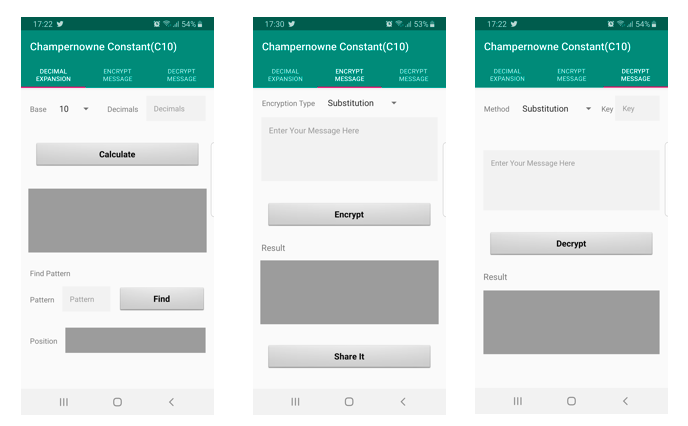 17:22 54%
Champernowne Constant(C10)
DECIMAL EXPANSION ENCRYPT MESSAGE DECRYPT MESSAGE
Base 10 Decimals Decimals
Calculate
Find Pattern
Pattern Pattern Find
Position
17:30 53%
Champernowne Constant(C10)
DECIMAL EXPANSION ENCRYPT MESSAGE DECRYPT MESSAGE
Encryption Type Substitution
Enter Your Message Here
Encrypt
Result
Share It
17:22 54%
Champernowne Constant(C10)
DECIMAL EXPANSION ENCRYPT MESSAGE DECRYPT MESSAGE
Method Substitution Key Key
Enter Your Message Here
Decrypt
Result